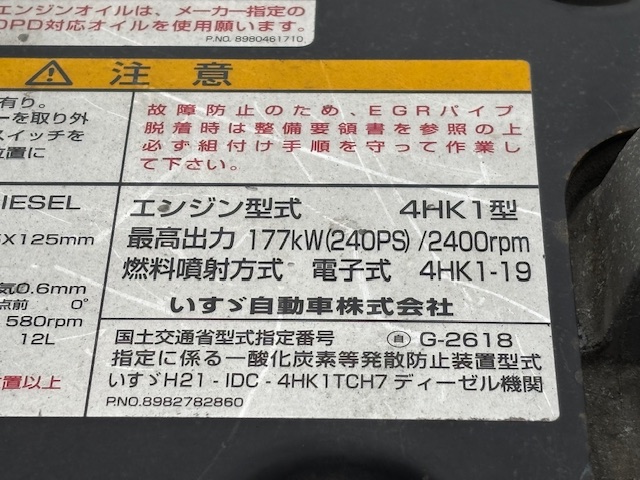 エンジンオイルは、メーカー指定の
DPD対応オイルを使用願います。
P.NO. 8980461710
注意
有り。
ーを取り外
スイッチを
位置に
故障防止のため、EGRパイプ
脱着時は整備要領書を参照の上
必ず組付け手順を守って作業し
て下さい。
DIESEL
X125mm
気0.6mm
点前 0°
580rpm
12L
置以上
エンジン型式 4HK1型
最高出力 177kW(240PS)/2400rpm
燃料噴射方式 電子式 4HK1-19
いすゞ自動車株式会社
国土交通省型式指定番号 自 G-2618
指定に係る一酸化炭素等発散防止装置型式
いすゞH21-IDC-4HK1TCH7 ディーゼル機関
P.NO.8982782860